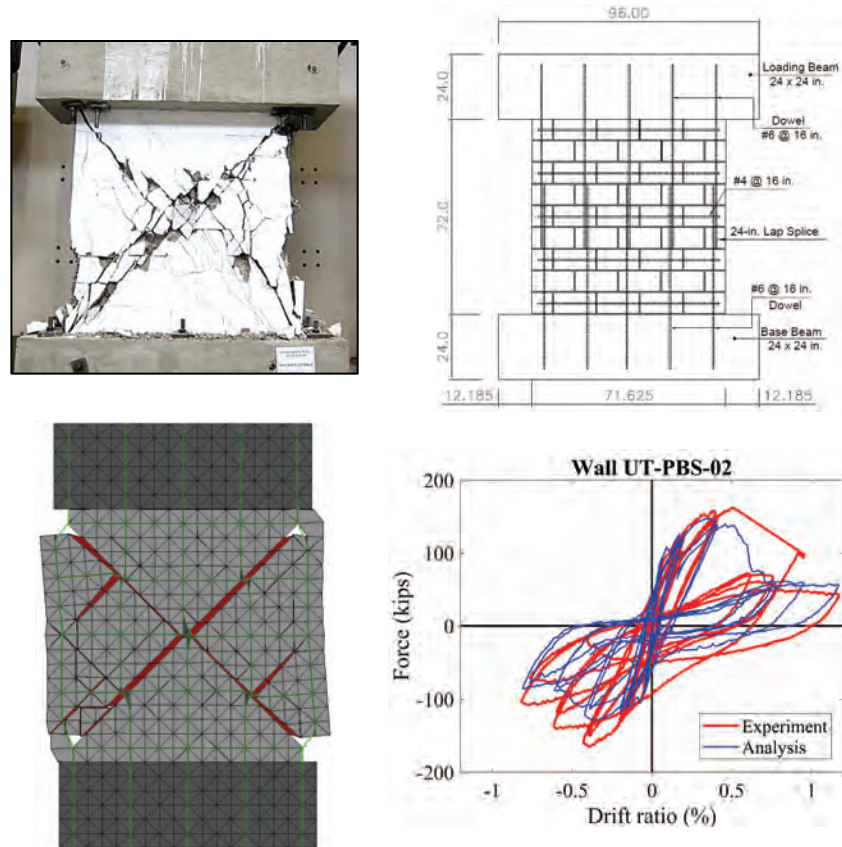 96.00
24.0
Loading Beam
24 x 24 in.
Dowel
#6 @ 16 in.
72.0
#4 @ 16 in.
24-in. Lap Splice
#6 @ 16 in.
Dowel
24.0
Base Beam
24 x 24 in.
12.185
71.625
12.185
Wall UT-PBS-02
200
100
0
-100
-200
Force (kips)
Experiment
Analysis
-1
-0.5
0
0.5
1
Drift ratio (%)